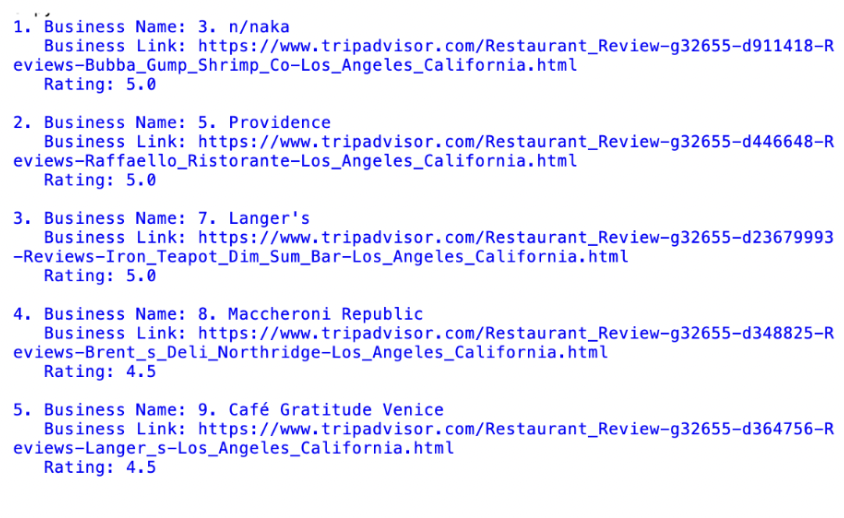 1. Business Name: 3. n/naka
   Business Link: https://www.tripadvisor.com/Restaurant_Review-g32655-d911418-R
eviews-Bubba_Gump_Shrimp_Co-Los_Angeles_California.html
   Rating: 5.0

2. Business Name: 5. Providence
   Business Link: https://www.tripadvisor.com/Restaurant_Review-g32655-d446648-R
eviews-Raffaello_Ristorante-Los_Angeles_California.html
   Rating: 5.0

3. Business Name: 7. Langer's
   Business Link: https://www.tripadvisor.com/Restaurant_Review-g32655-d23679993
-Reviews-Iron_Teapot_Dim_Sum_Bar-Los_Angeles_California.html
   Rating: 5.0

4. Business Name: 8. Maccheroni Republic
   Business Link: https://www.tripadvisor.com/Restaurant_Review-g32655-d348825-R
eviews-Brent_s_Deli_Northridge-Los_Angeles_California.html
   Rating: 4.5

5. Business Name: 9. Café Gratitude Venice
   Business Link: https://www.tripadvisor.com/Restaurant_Review-g32655-d364756-R
eviews-Langer_s-Los_Angeles_California.html
   Rating: 4.5